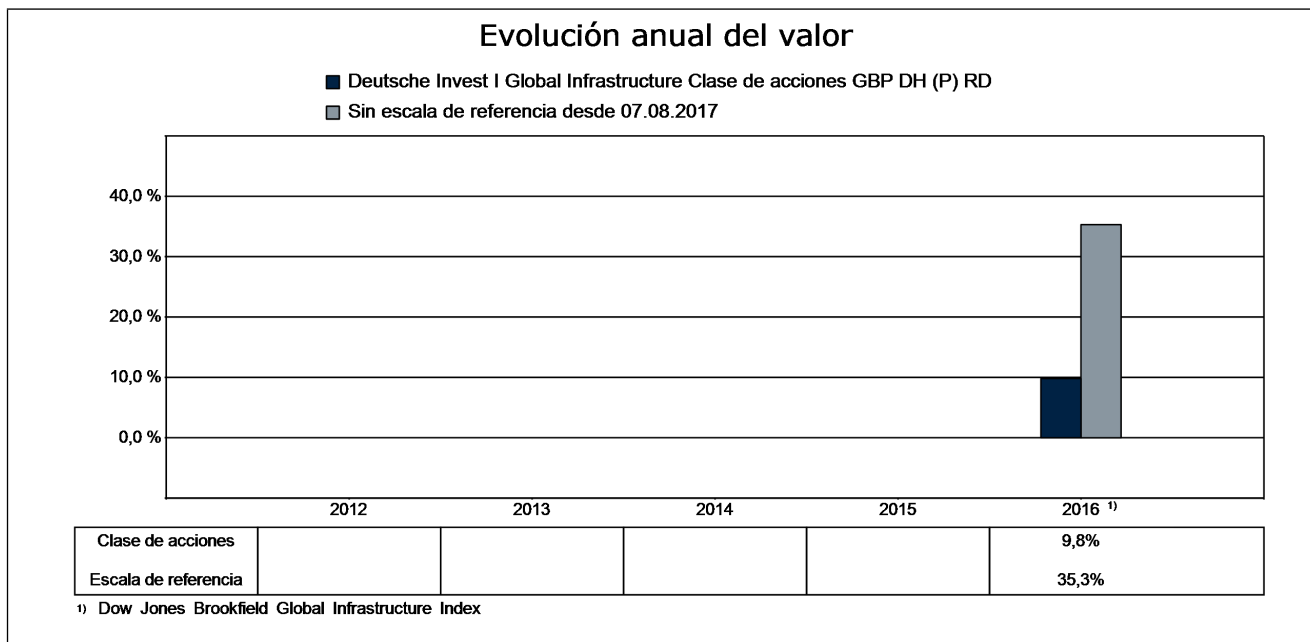 Evolución anual del valor
Deutsche Invest I Global Infrastructure Clase de acciones GBP DH (P) RD
Sin escala de referencia desde 07.08.2017
40,0 %
30,0 %
20,0 %
10,0 %
0,0 %
2012 2013 2014 2015 2016 1)
Clase de acciones 9,8%
Escala de referencia 35,3%
1) Dow Jones Brookfield Global Infrastructure Index